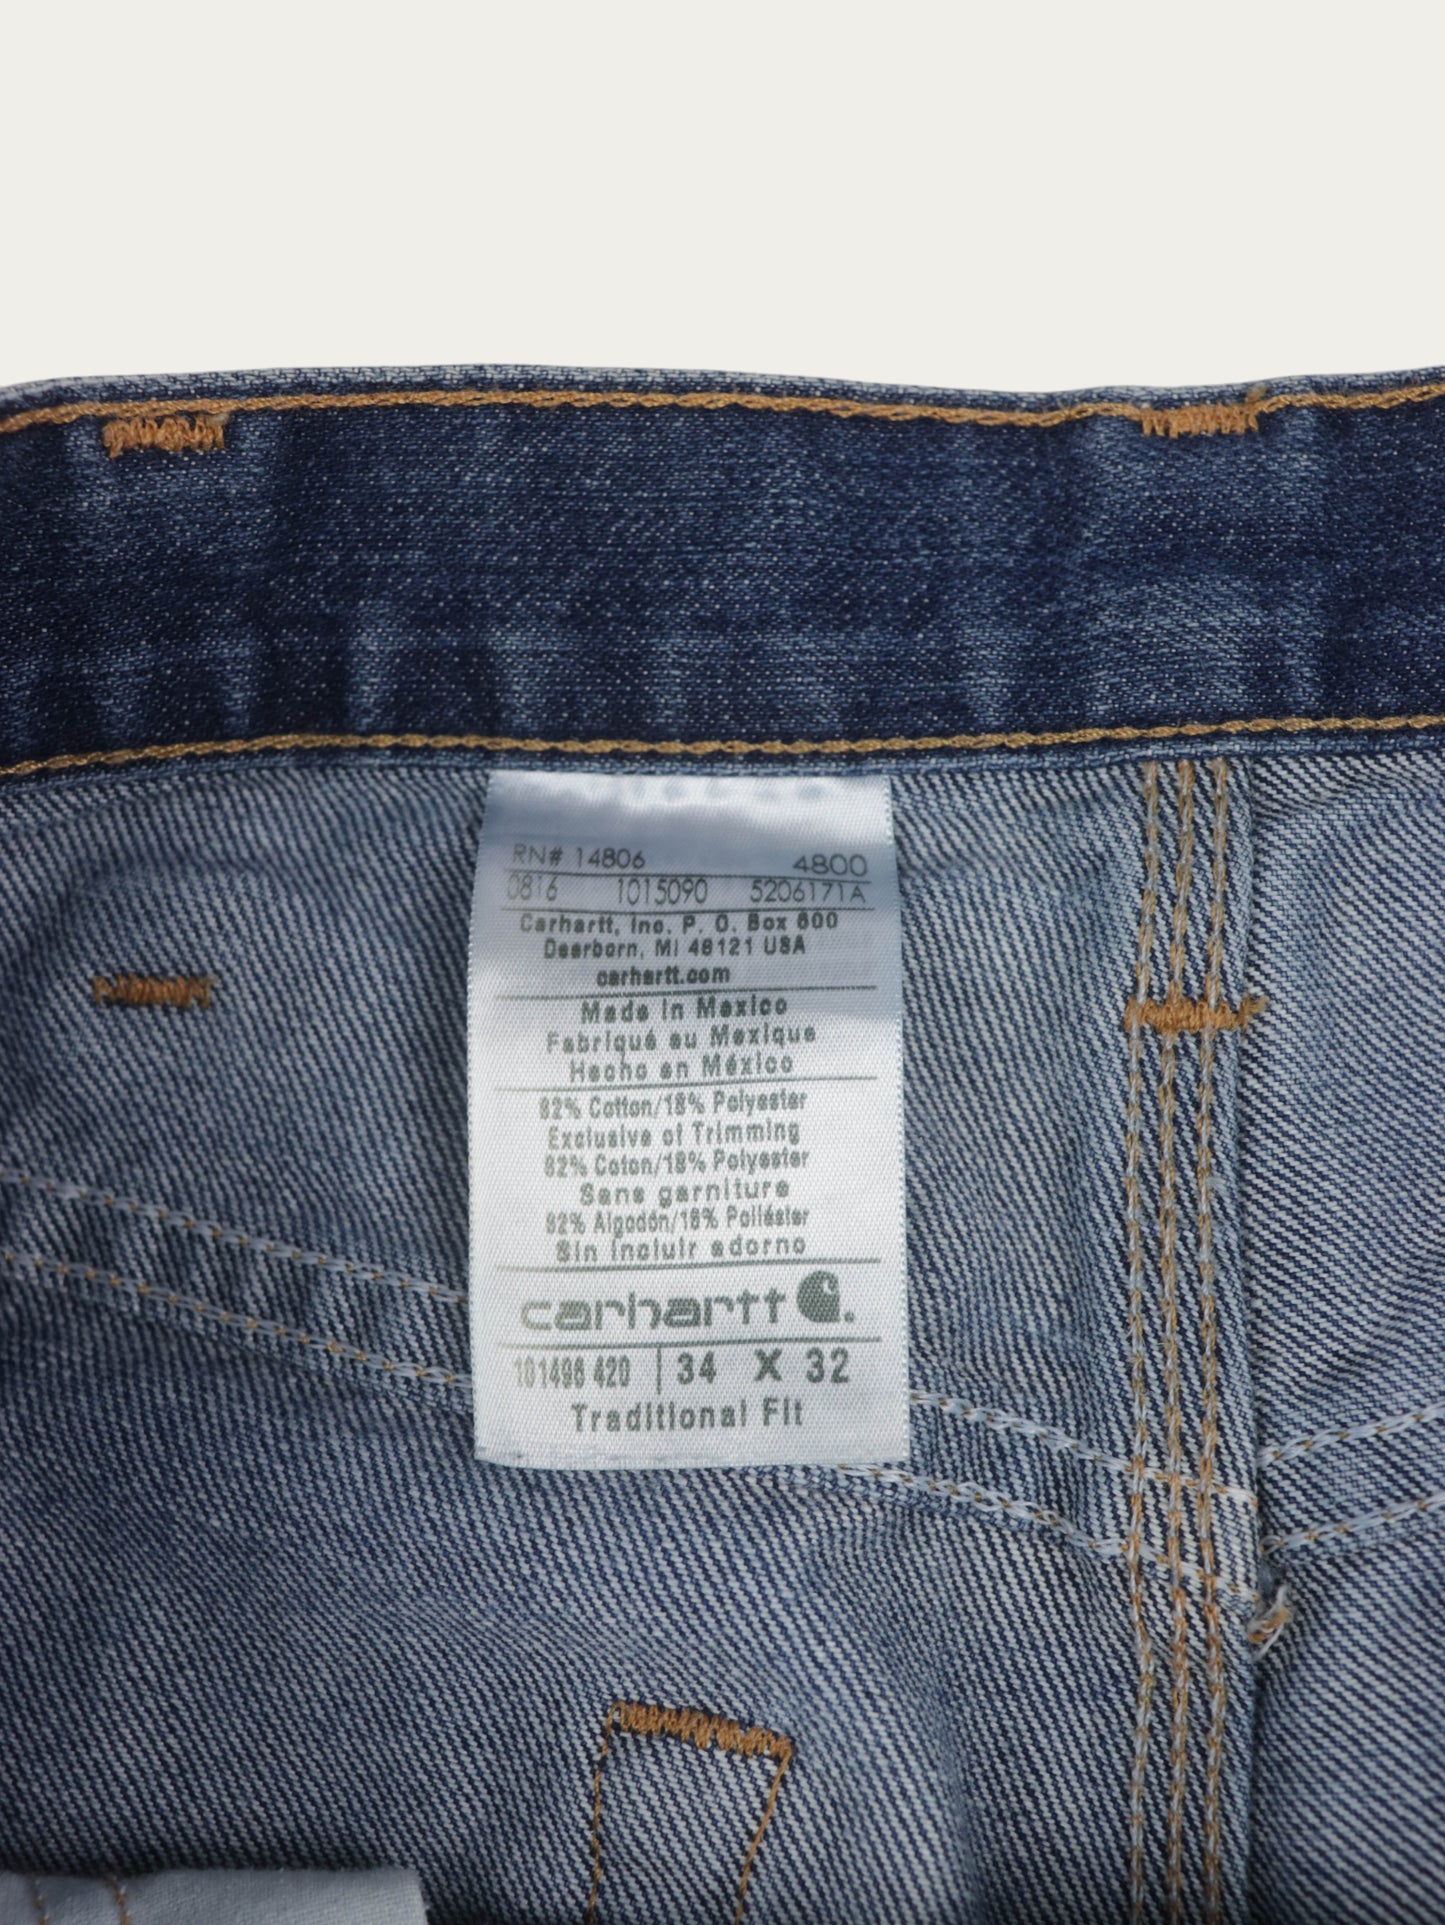 RN# 14806 4800
0816 1015090 5206171A
Carhartt, Inc. P. O. Box 600
Dearborn, MI 48121 USA
carhartt.com
Made in Mexico
Fabriqué au Mexique
Hecho en México
82% Cotton/18% Polyester
Exclusive of Trimming
82% Coton/18% Polyester
Sans garniture
82% Algodón/18% Poliéster
Sin incluir adorno
carhartt
101496 420 | 34 X 32
Traditional Fit